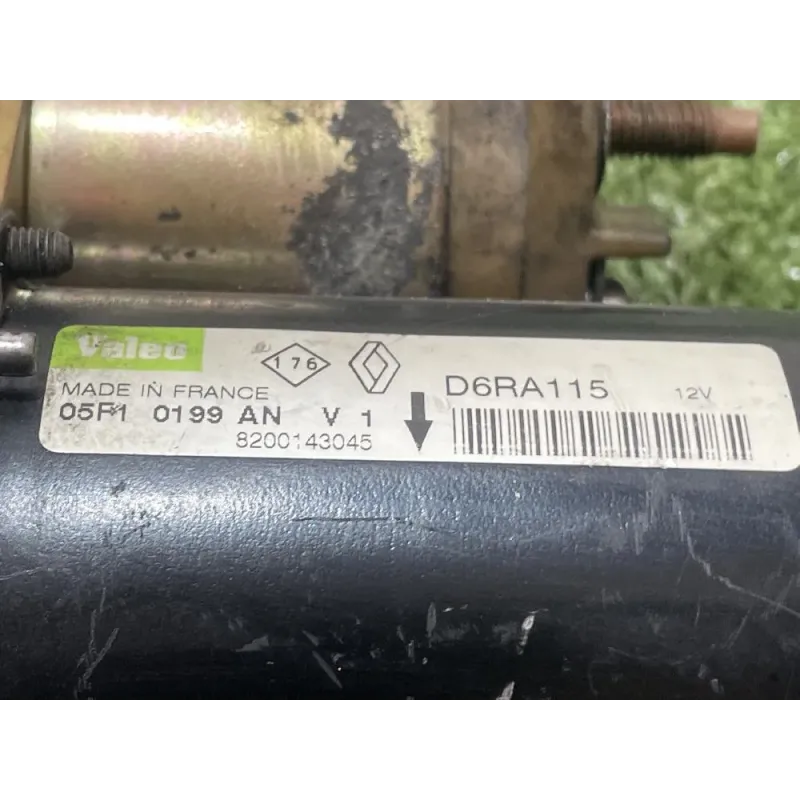 Valeo
176
D6RA115 12V
MADE IN FRANCE
05F1 0199 AN V 1
8200143045